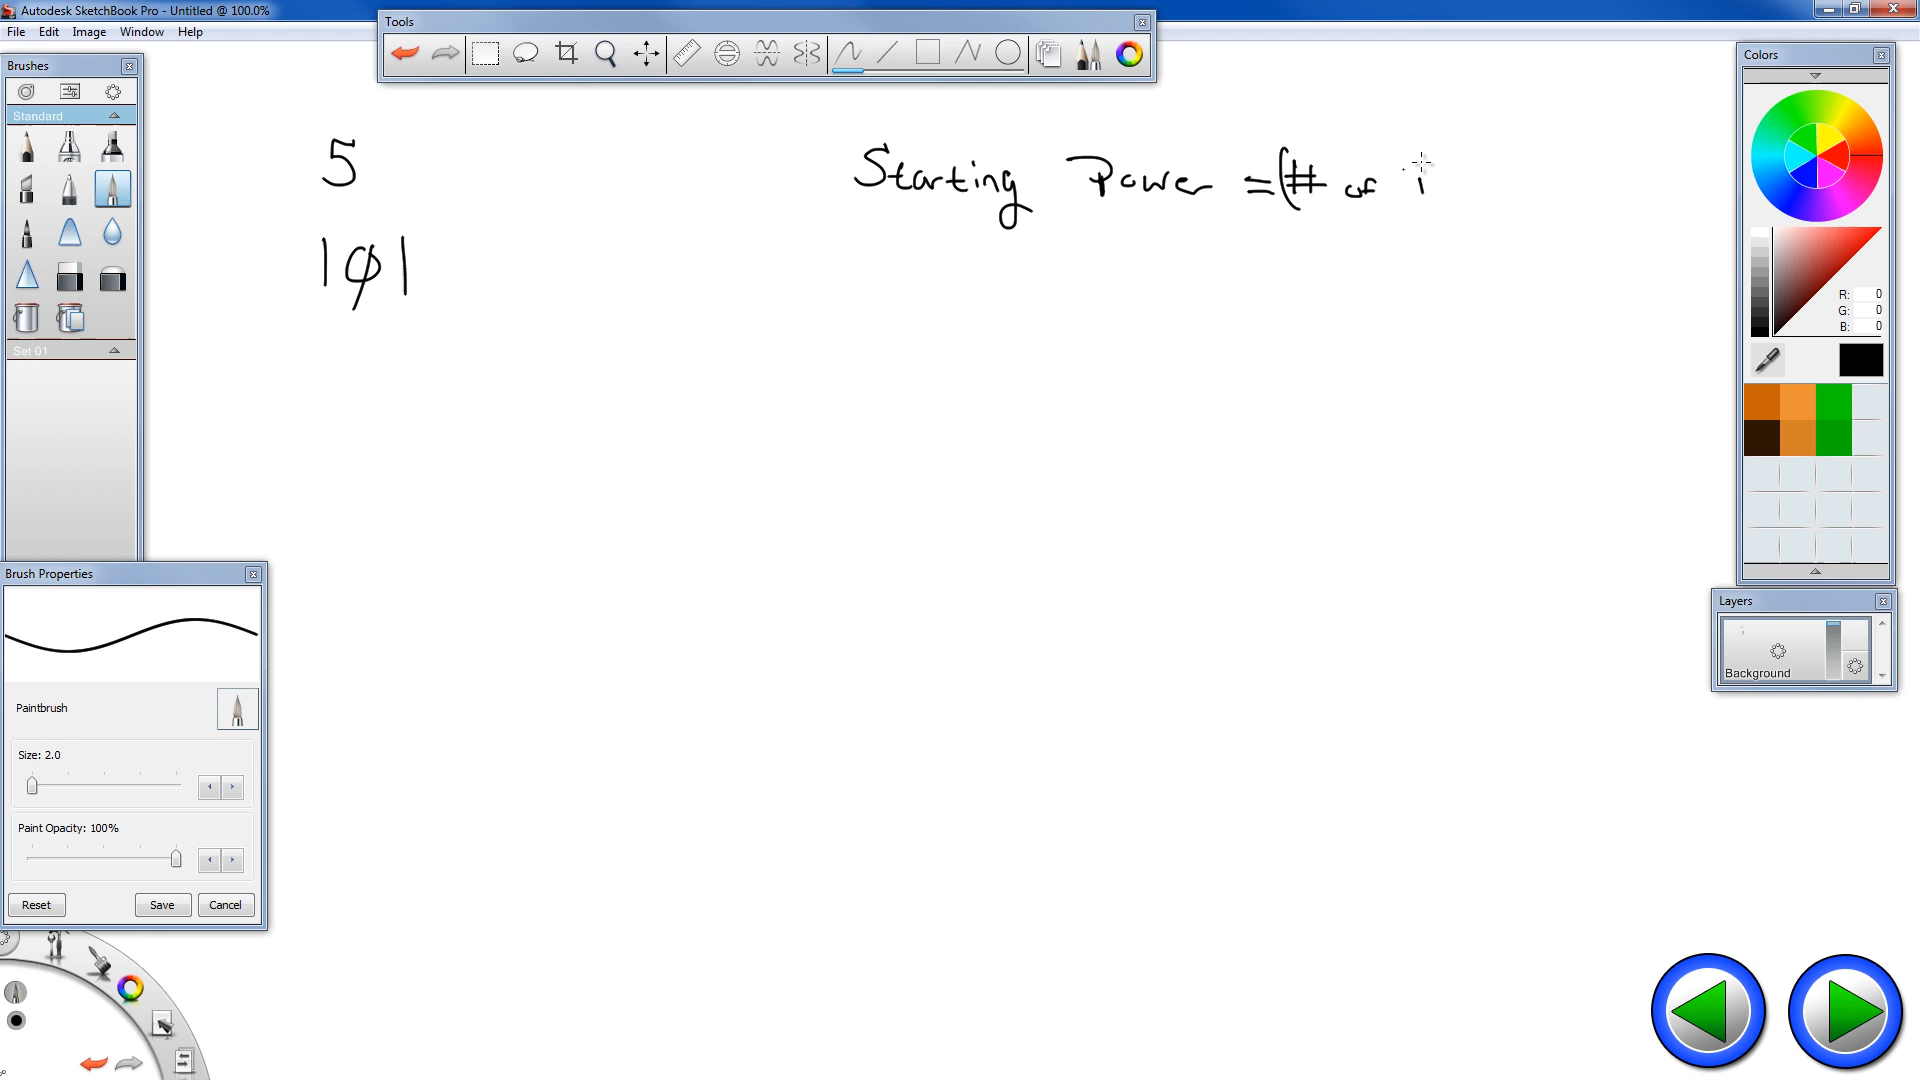 Autodesk SketchBook Pro - Untitled @ 100.0%
File Edit Image Window Help
Tools
Brushes
Standard
Set 01
Brush Properties
Paintbrush
Size: 2.0
Paint Opacity: 100%
Reset Save Cancel
5
101
Starting Power =(# of
Colors
R: 0
G: 0
B: 0
Layers
Background